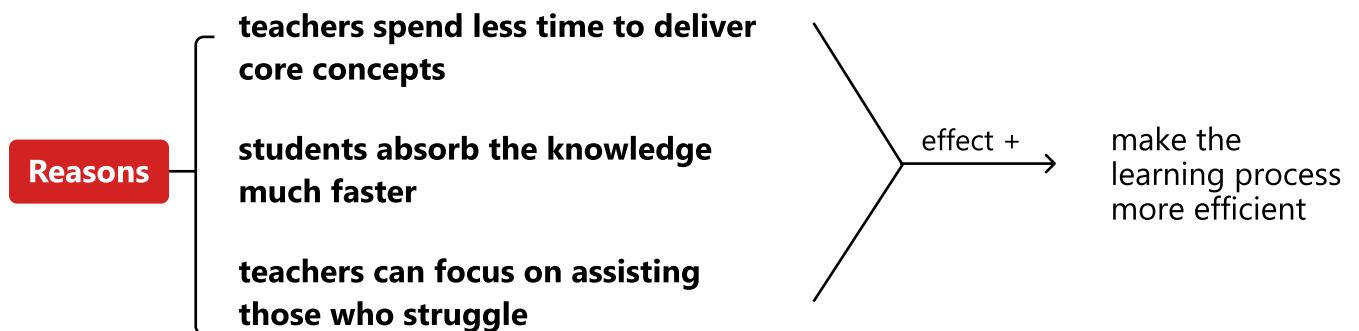 teachers spend less time to deliver
core concepts
Reasons
students absorb the knowledge
much faster
teachers can focus on assisting
those who struggle
effect +
make the
learning process
more efficient